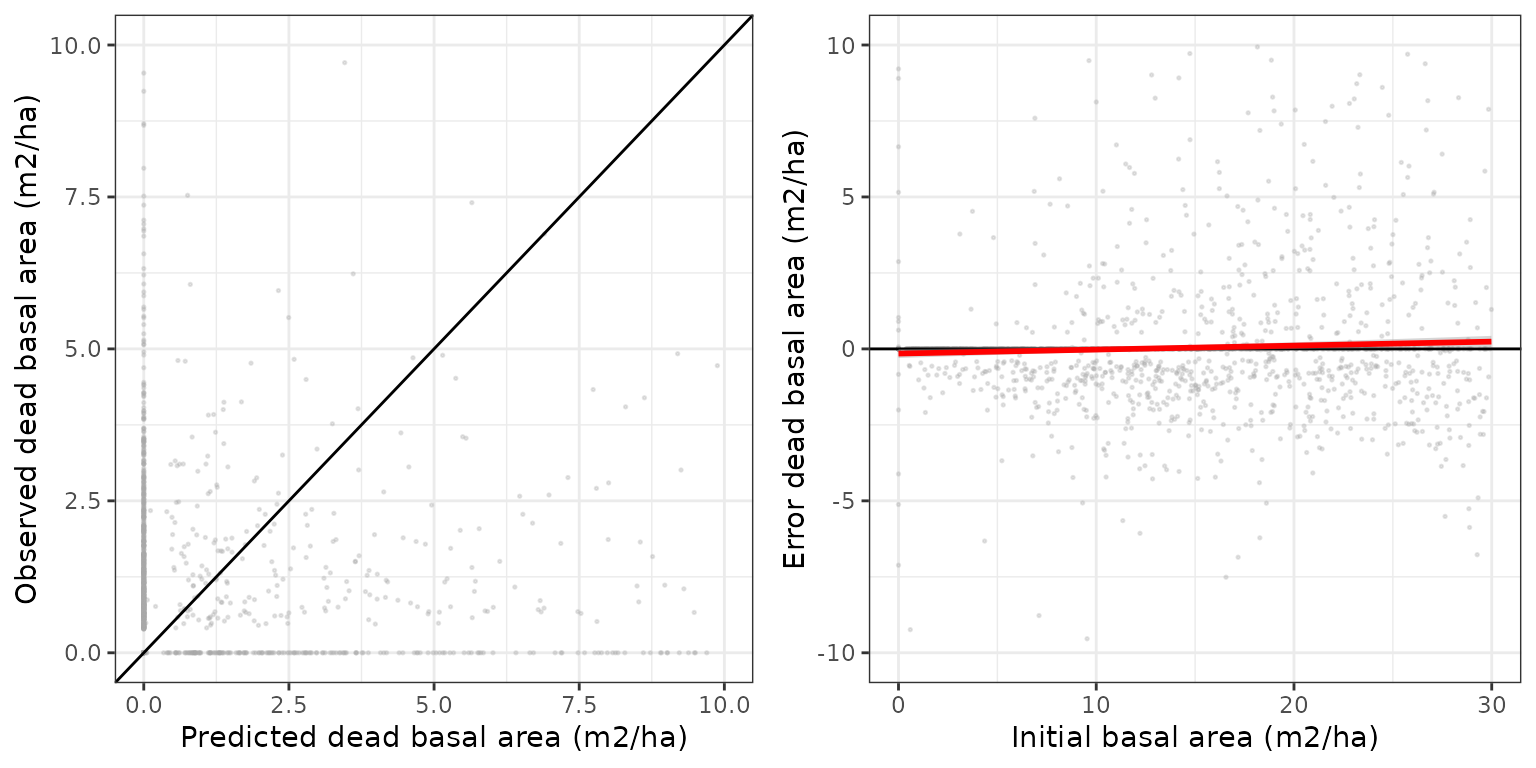 Observed dead basal area (m2/ha)
10.0
7.5
5.0
2.5
0.0
0.0 2.5 5.0 7.5 10.0
Predicted dead basal area (m2/ha)
Error dead basal area (m2/ha)
10
5
0
-5
-10
0 10 20 30
Initial basal area (m2/ha)